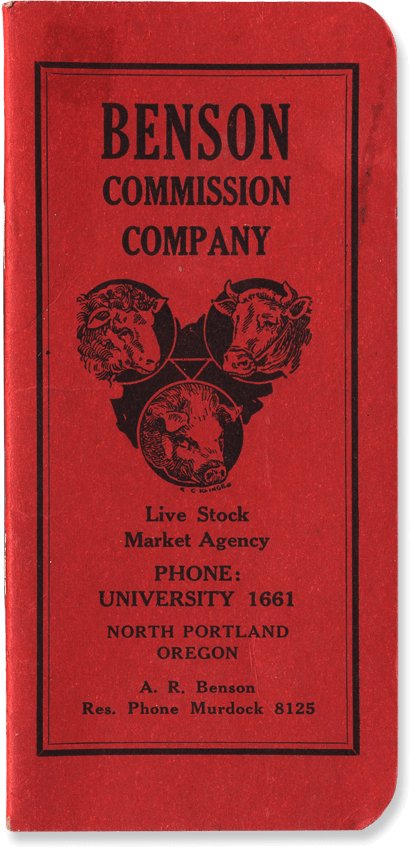 BENSON
COMMISSION
COMPANY
Live Stock
Market Agency
PHONE:
UNIVERSITY 1661
NORTH PORTLAND
OREGON
A. R. Benson
Res. Phone Murdock 8125